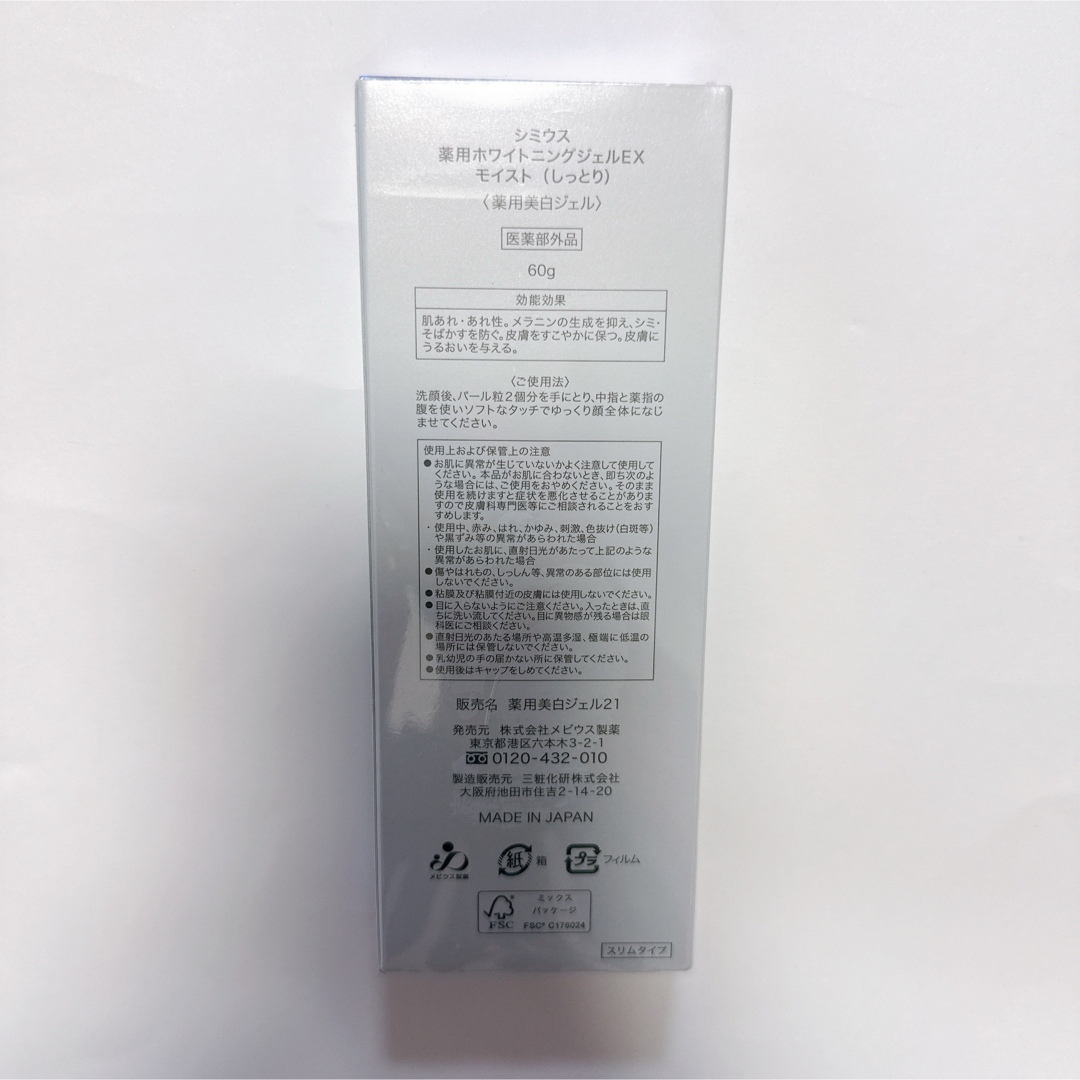 シミウス
薬用ホワイトニングジェルEX
モイスト（しっとり）
〈薬用美白ジェル〉
医薬部外品
60g
効能効果
肌あれ・あれ性。メラニンの生成を抑え、シミ・
そばかすを防ぐ。皮膚をすこやかに保つ。皮膚に
うるおいを与える。
〈ご使用法〉
洗顔後、パール粒2個分を手にとり、中指と薬指の
腹を使いソフトなタッチでゆっくり顔全体になじ
ませてください。
使用上および保管上の注意
●お肌に異常が生じていないかよく注意して使用して
ください。本品がお肌に合わないとき、即ち次のよ
うな場合には、ご使用をおやめください。そのまま
使用を続けますと症状を悪化させることがありま
すので皮膚科専門医等にご相談されることをおす
すめします。
・使用中、赤み、はれ、かゆみ、刺激、色抜け(白斑等)
や黒ずみ等の異常があらわれた場合
・使用したお肌に、直射日光があたって上記のような
異常があらわれた場合
●傷やはれもの、しっしん等、異常のある部位には使用
しないでください。
●粘膜及び粘膜付近の皮膚には使用しないでください。
●目に入らないようにご注意ください。入ったときは、直
ちに洗い流してください。目に異物感が残る場合は眼
科医にご相談ください。
●直射日光のあたる場所や高温多湿、極端に低温の
場所には保管しないでください。
●乳幼児の手の届かない所に保管してください。
●使用後はキャップをしめてください。
販売名 薬用美白ジェル21
発売元 株式会社メビウス製薬
東京都港区六本木3-2-1
0120-432-010
製造販売元 三粧化研株式会社
大阪府池田市住吉2-14-20
MADE IN JAPAN
メビウス製薬
紙 箱
プラ フィルム
ミックス
パッケージ
FSC® C176024
FSC
スリムタイプ